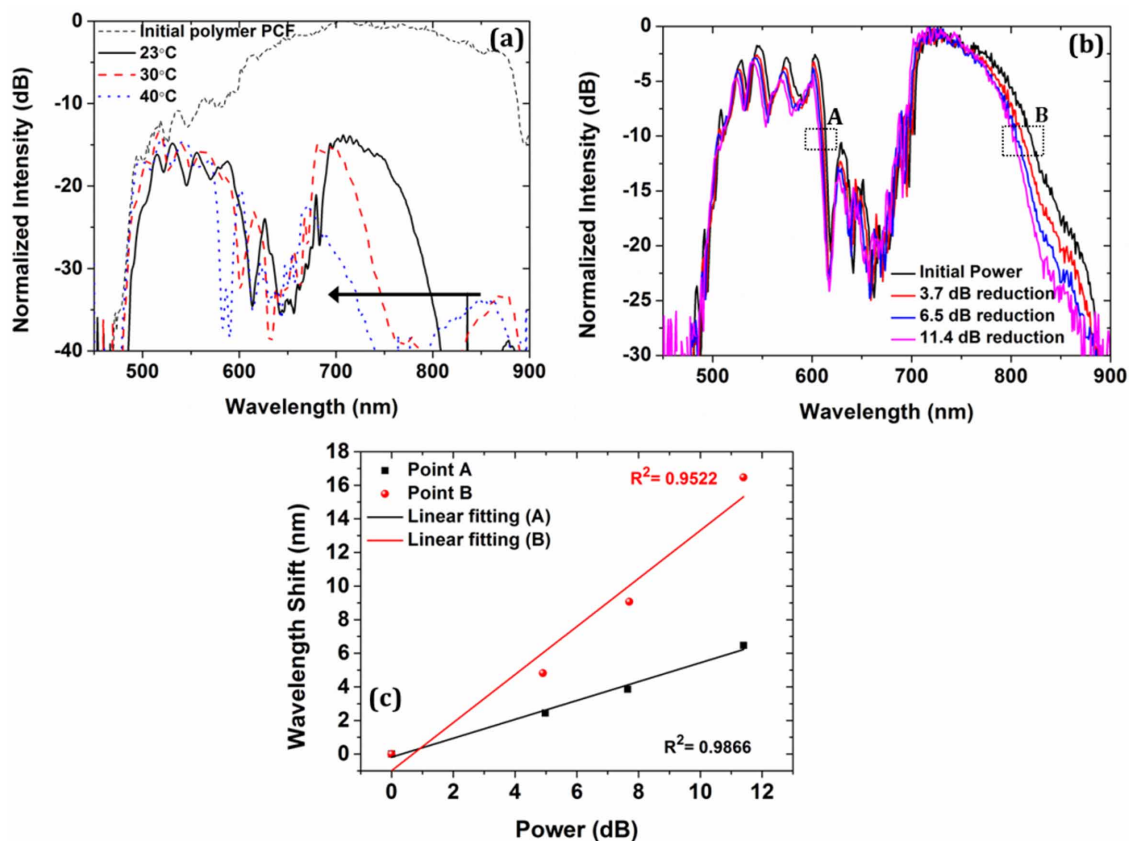 (a)
Initial polymer PCF
23°C
30°C
40°C
0
-10
-20
-30
-40
500
600
700
800
900
Normalized Intensity (dB)
Wavelength (nm)
(b)
A
B
Initial Power
3.7 dB reduction
6.5 dB reduction
11.4 dB reduction
0
-5
-10
-15
-20
-25
-30
500
600
700
800
900
Normalized Intensity (dB)
Wavelength (nm)
Point A
Point B
Linear fitting (A)
Linear fitting (B)
R²= 0.9522
(c)
R²= 0.9866
18
16
14
12
10
8
6
4
2
0
0
2
4
6
8
10
12
Wavelength Shift (nm)
Power (dB)